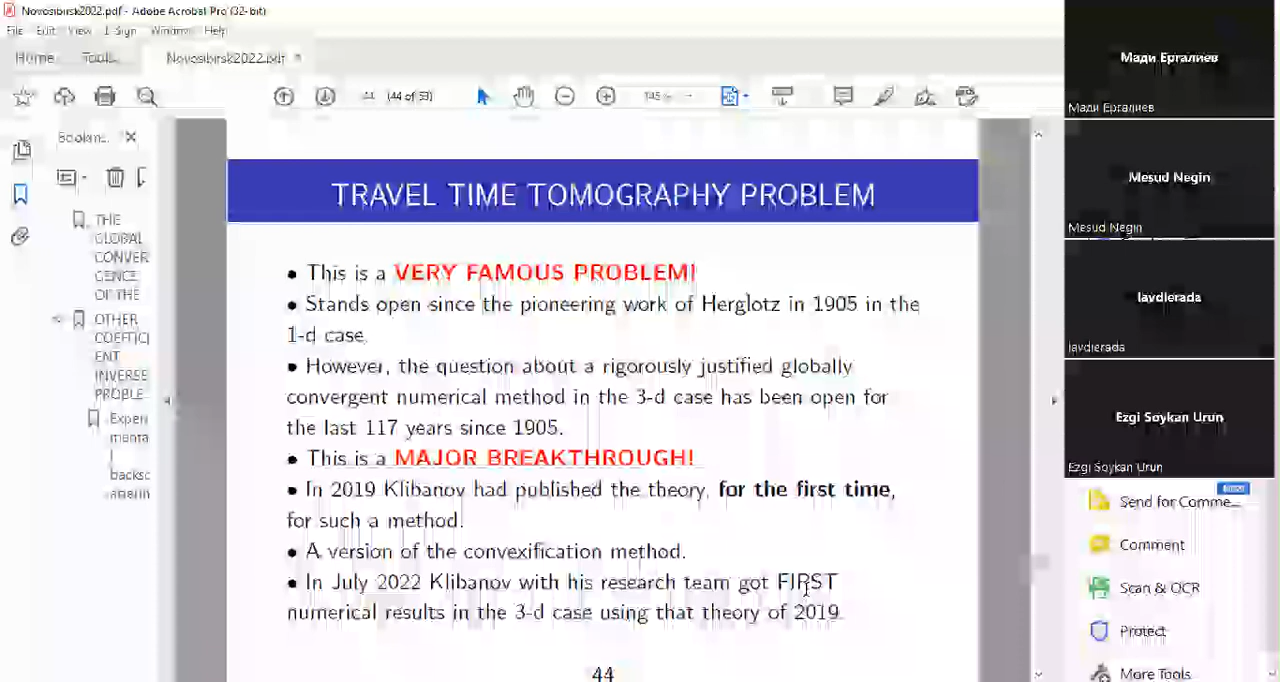 Novosibirsk2022.pdf - Adobe Acrobat Pro (32-bit)
File Edit View Sign Window Help
Home Tools Novosibirsk2022.pdf
44 (44 of 53) 145
Bookm...
THE
GLOBAL
CONVER
GENCE
OF THE
OTHER
COEFFICI
ENT
INVERSE
PROBLE
Experi
menta
l
backsc
TRAVEL TIME TOMOGRAPHY PROBLEM
• This is a VERY FAMOUS PROBLEM!
• Stands open since the pioneering work of Herglotz in 1905 in the
1-d case.
• However, the question about a rigorously justified globally
convergent numerical method in the 3-d case has been open for
the last 117 years since 1905.
• This is a MAJOR BREAKTHROUGH!
• In 2019 Klibanov had published the theory, for the first time,
for such a method.
• A version of the convexification method.
• In July 2022 Klibanov with his research team got FIRST
numerical results in the 3-d case using that theory of 2019.
44
Мади Ергалиев
Мади Ергалиев
Mesud Negin
Mesud Negin
lavdierada
lavdierada
Ezgi Soykan Urun
Ezgi Soykan Urun
Send for Comme...
Comment
Scan & OCR
Protect
More Tools